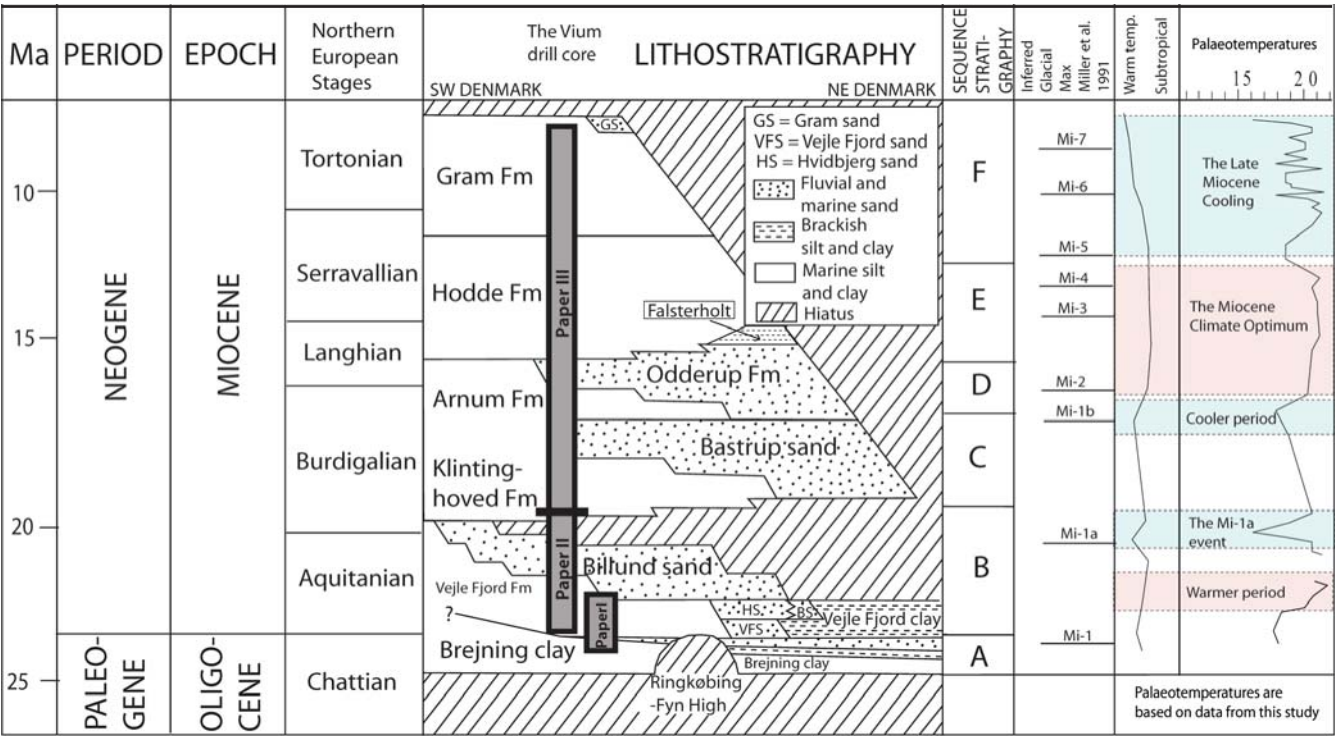 Ma
PERIOD
EPOCH
Northern
European
Stages
The Vium
drill core
LITHOSTRATIGRAPHY
SW DENMARK
NE DENMARK
SEQUENCE
STRATI-
GRAPHY
Inferred
Glacial
Max
Miller et al.
1991
Warm temp.
Subtropical
Palaeotemperatures
15
20
10
15
20
25
NEOGENE
PALEO-
GENE
MIOCENE
OLIGO-
CENE
Tortonian
Serravallian
Langhian
Burdigalian
Aquitanian
Chattian
GS
Gram Fm
Hodde Fm
Arnum Fm
Klinting-
hoved Fm
Vejle Fjord Fm
?
Brejning clay
Paper III
Paper II
PaperI
GS = Gram sand
VFS = Vejle Fjord sand
HS = Hvidbjerg sand
Fluvial and
marine sand
Brackish
silt and clay
Marine silt
and clay
Hiatus
Falsterholt
Odderup Fm
Bastrup sand
Billund sand
HS
BS
Vejle Fjord clay
VFS
Brejning clay
Ringkøbing
-Fyn High
F
E
D
C
B
A
Mi-7
Mi-6
Mi-5
Mi-4
Mi-3
Mi-2
Mi-1b
Mi-1a
Mi-1
The Late
Miocene
Cooling
The Miocene
Climate Optimum
Cooler period
The Mi-1a
event
Warmer period
Palaeotemperatures are
based on data from this study